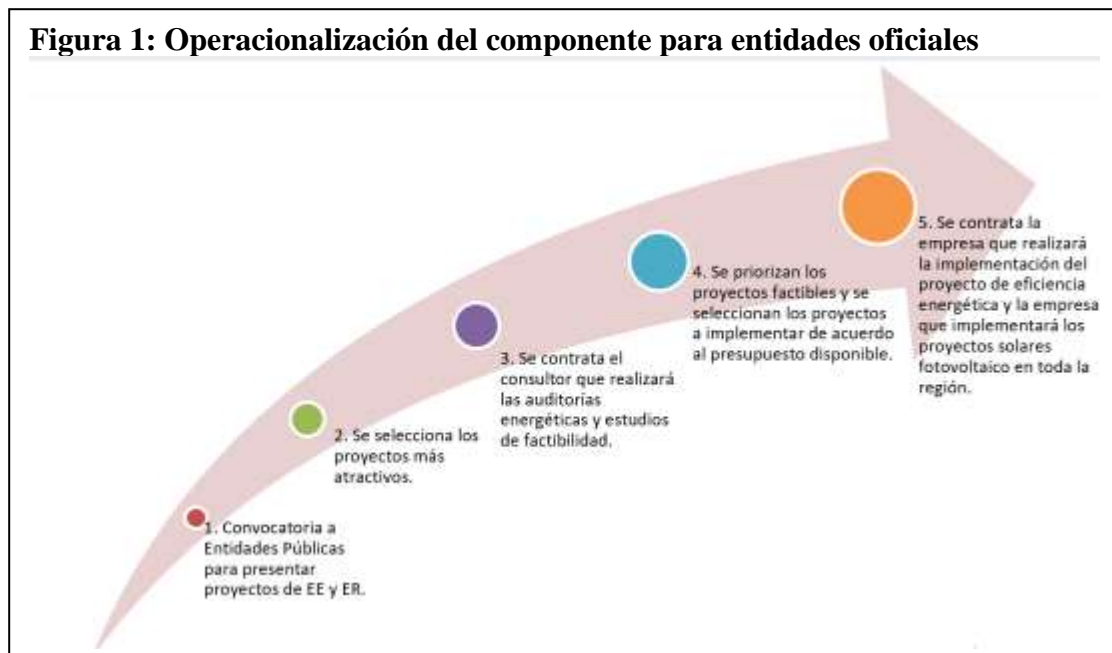 Figura 1: Operacionalización del componente para entidades oficiales
1. Convocatoria a
Entidades Públicas
para presentar
proyectos de EE y ER.
2. Se selecciona los
proyectos más
atractivos.
3. Se contrata el
consultor que realizará
las auditorías
energéticas y estudios
de factibilidad.
4. Se priorizan los
proyectos factibles y se
seleccionan los proyectos
a implementar de acuerdo
al presupuesto disponible.
5. Se contrata la
empresa que realizará
la implementación del
proyecto de eficiencia
energética y la empresa
que implementará los
proyectos solares
fotovoltaico en toda la
región.